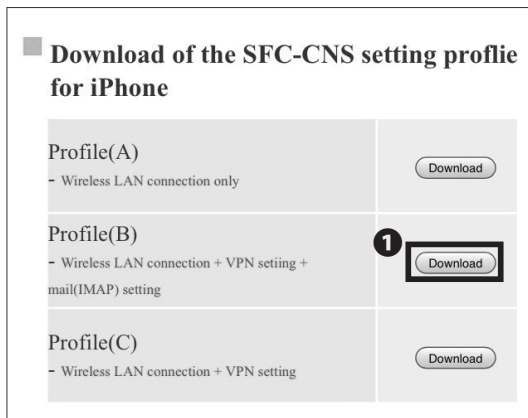 Download of the SFC-CNS setting proflie
for iPhone
Profile(A)
- Wireless LAN connection only
Download
Profile(B)
- Wireless LAN connection + VPN setiing +
mail(IMAP) setting
❶
Download
Profile(C)
- Wireless LAN connection + VPN setting
Download